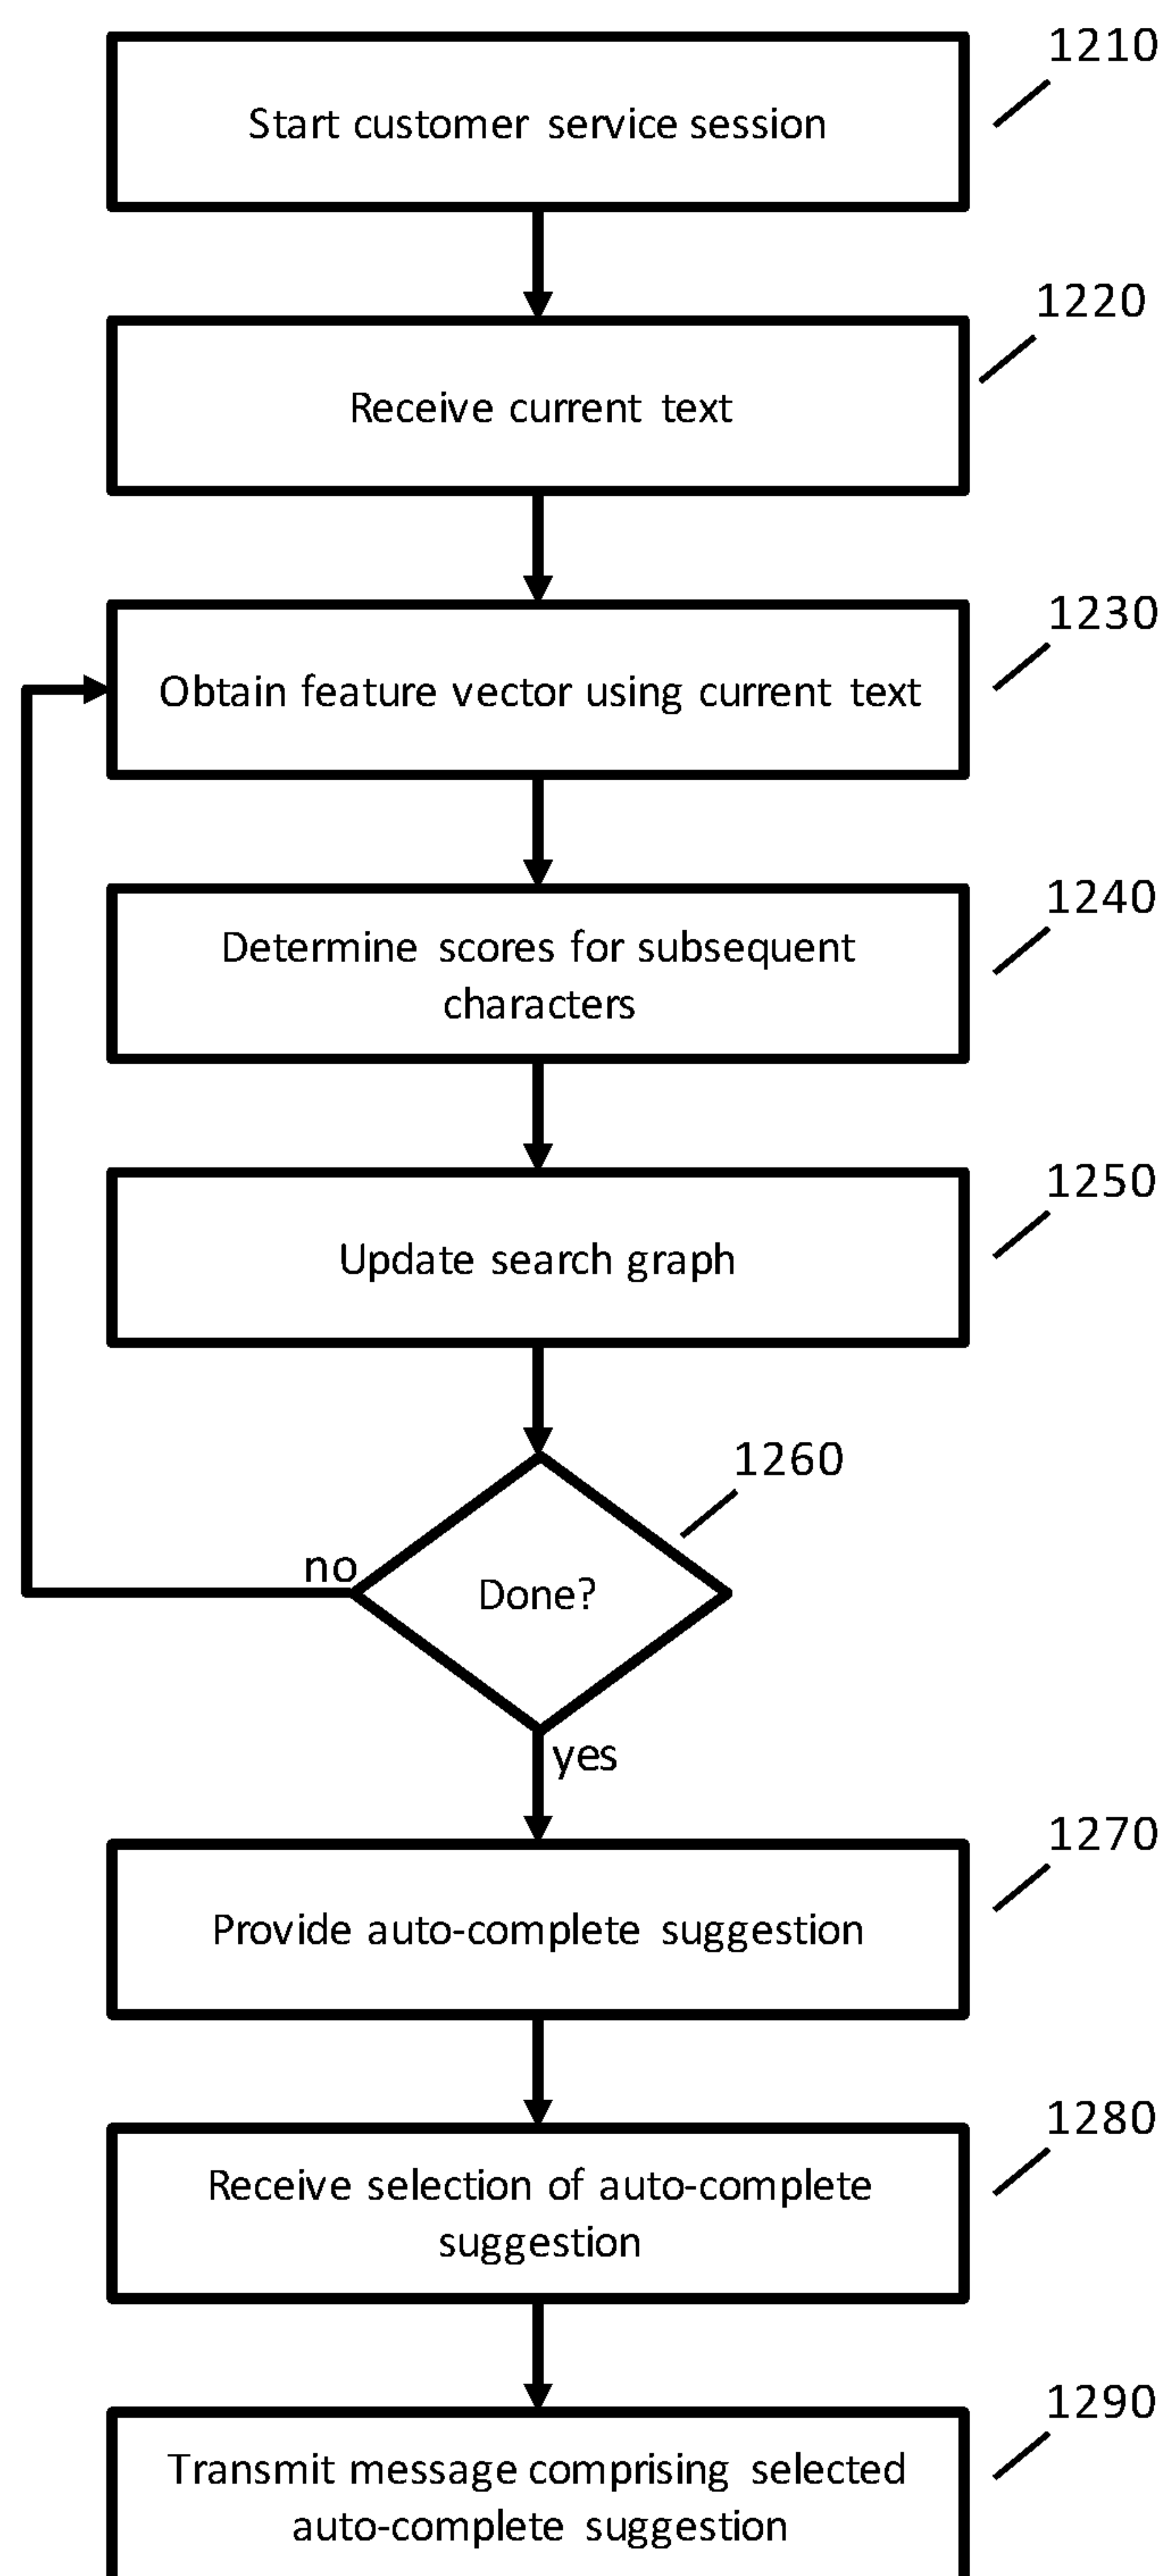 1210
Start customer service session
1220
Receive current text
1230
Obtain feature vector using current text
1240
Determine scores for subsequent
characters
1250
Update search graph
1260
no
Done?
yes
1270
Provide auto-complete suggestion
1280
Receive selection of auto-complete
suggestion
1290
Transmit message comprising selected
auto-complete suggestion